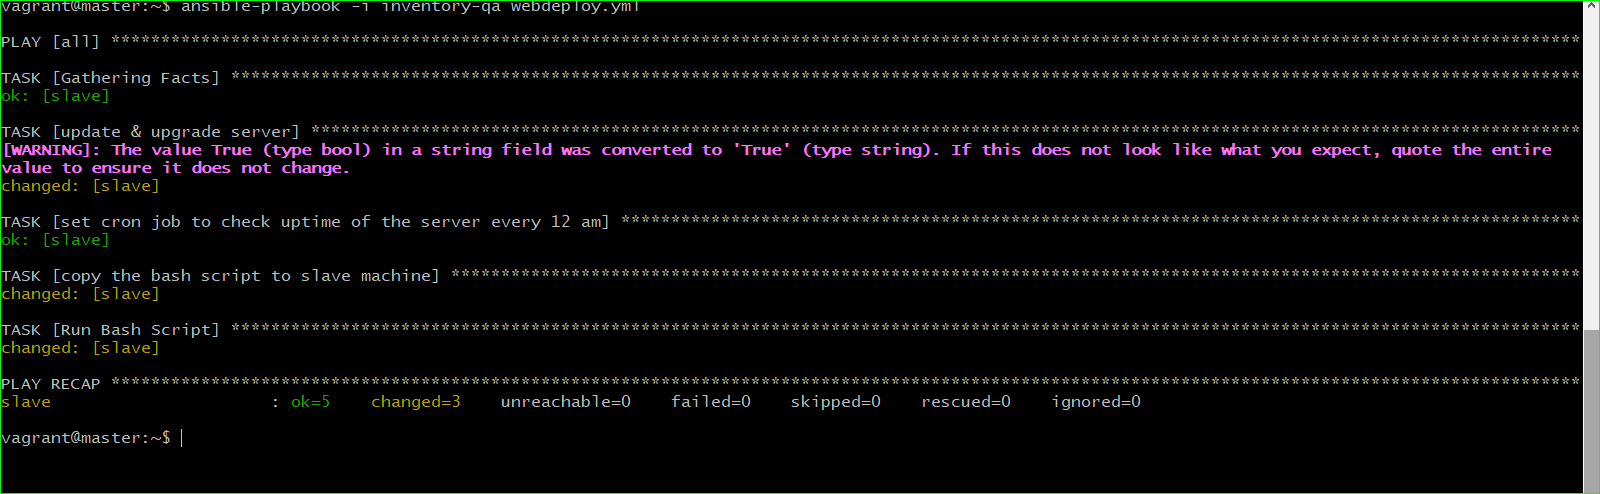 vagrant@master:~$ ansible-playbook -i inventory-qa webdeploy.yml
PLAY [all] ***************************************************************************************************************************************************
TASK [Gathering Facts] ***************************************************************************************************************************************
ok: [slave]
TASK [update & upgrade server] *******************************************************************************************************************************
[WARNING]: The value True (type bool) in a string field was converted to 'True' (type string). If this does not look like what you expect, quote the entire
value to ensure it does not change.
changed: [slave]
TASK [set cron job to check uptime of the server every 12 am] ************************************************************************************************
ok: [slave]
TASK [copy the bash script to slave machine] *****************************************************************************************************************
changed: [slave]
TASK [Run Bash Script] ***************************************************************************************************************************************
changed: [slave]
PLAY RECAP ***************************************************************************************************************************************************
slave                      : ok=5    changed=3    unreachable=0    failed=0    skipped=0    rescued=0    ignored=0
vagrant@master:~$